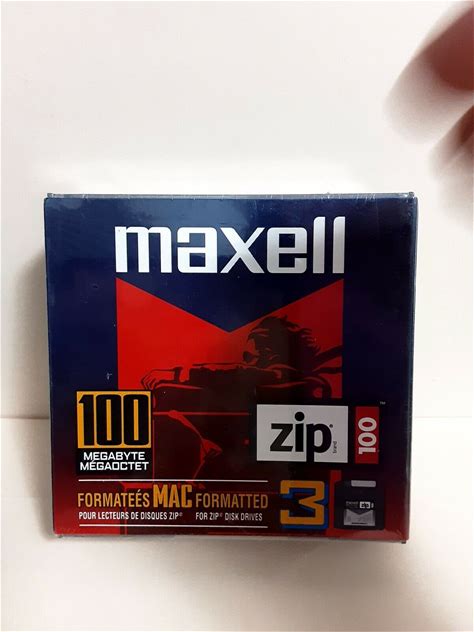 maxell
100
MEGABYTE
MÉGAOCTET
zip
100
FORMATEÉS MAC FORMATTED 3
POUR LECTEURS DE DISQUES ZIP® FOR ZIP® DISK DRIVES